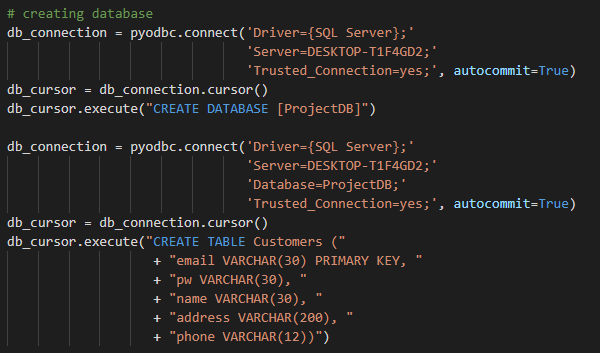 # creating database
db_connection = pyodbc.connect('Driver={SQL Server};'
'Server=DESKTOP-T1F4GD2;'
'Trusted_Connection=yes;', autocommit=True)
db_cursor = db_connection.cursor()
db_cursor.execute("CREATE DATABASE [ProjectDB]")
db_connection = pyodbc.connect('Driver={SQL Server};'
'Server=DESKTOP-T1F4GD2;'
'Database=ProjectDB;'
'Trusted_Connection=yes;', autocommit=True)
db_cursor = db_connection.cursor()
db_cursor.execute("CREATE TABLE Customers ("
+ "email VARCHAR(30) PRIMARY KEY, "
+ "pw VARCHAR(30), "
+ "name VARCHAR(30), "
+ "address VARCHAR(200), "
+ "phone VARCHAR(12))")